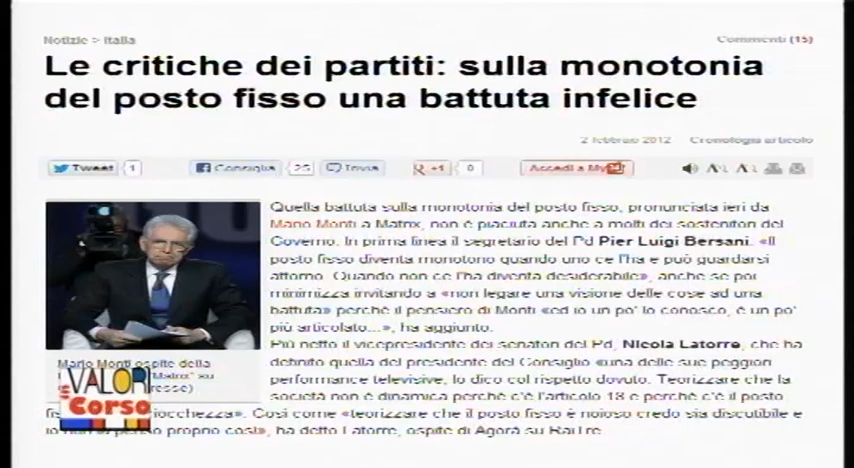 Notizie > Italia
Commenti (15)
Le critiche dei partiti: sulla monotonia
del posto fisso una battuta infelice
2 febbraio 2012 Cronologia articolo
Tweet 1 Consiglia 25 Invia +1 0 Accedi a My 24
Quella battuta sulla monotonia del posto fisso, pronunciata ieri da
Mario Monti a Matrix, non è piaciuta anche a molti dei sostenitori del
Governo. In prima linea il segretario del Pd Pier Luigi Bersani. «Il
posto fisso diventa monotono quando uno ce l'ha e può guardarsi
attorno. Quando non ce l'ha diventa desiderabile», anche se poi
minimizza invitando a «non legare una visione delle cose ad una
battuta» perchè il pensiero di Monti «ed io un po' lo conosco, è un po'
più articolato...», ha aggiunto.
Più netto il vicepresidente dei senatori del Pd, Nicola Latorre, che ha
definito quella del presidente del Consiglio «una delle sue peggiori
performance televisive, lo dico col rispetto dovuto. Teorizzare che la
società non è dinamica perchè c'è l'articolo 18 e perchè c'è il posto
iocchezza». Così come «teorizzare che il posto fisso è noioso credo sia discutibile e
proprio così», ha detto Latorre, ospite di Agorà su RaiTre.
Mario Monti ospite della
"Matrix" su
resse)
VALORI
in
Corso